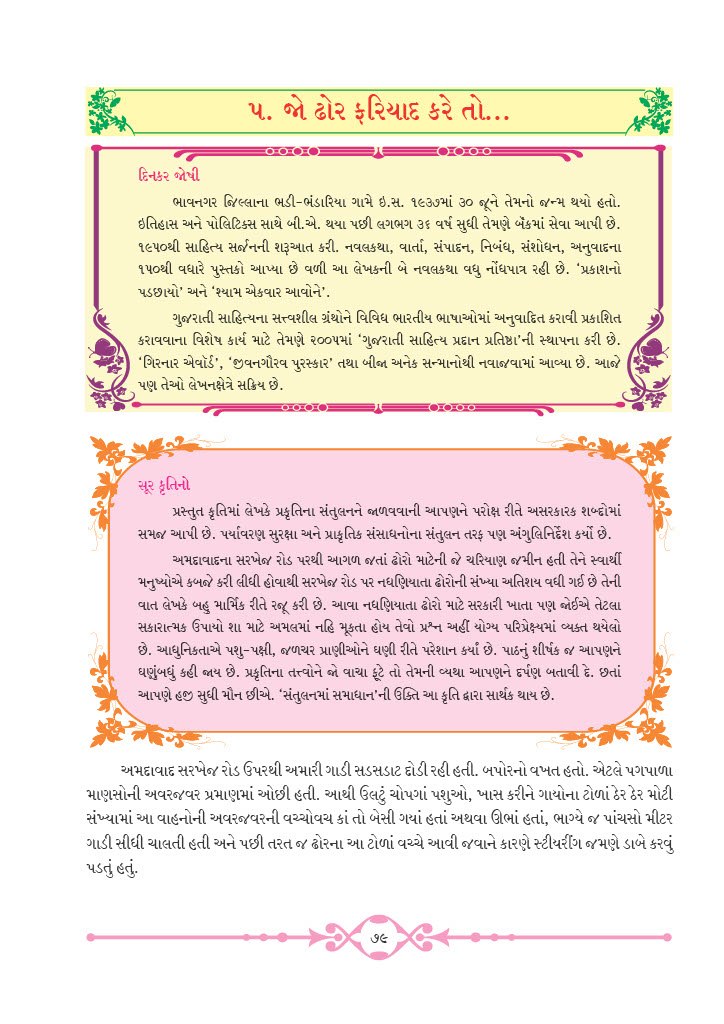 ૫. જો ઢોર ફરિયાદ કરે તો...
દિનકર જોષી
ભાવનગર જિલ્લાના ભડી-ભંડારિયા ગામે ઇ.સ. ૧૯૩૭માં ૩૦ જૂને તેમનો જન્મ થયો હતો.
ઇતિહાસ અને પોલિટિક્સ સાથે બી.એ. થયા પછી લગભગ ૩૬ વર્ષ સુધી તેમણે બૅંકમાં સેવા આપી છે.
૧૯૫૦થી સાહિત્ય સર્જનની શરૂઆત કરી. નવલકથા, વાર્તા, સંપાદન, નિબંધ, સંશોધન, અનુવાદના
૧૫૦થી વધારે પુસ્તકો આપ્યા છે વળી આ લેખકની બે નવલકથા વધુ નોંધપાત્ર રહી છે. ‘પ્રકાશનો
પડછાયો’ અને ‘શ્યામ એકવાર આવોને’.
ગુજરાતી સાહિત્યના સત્ત્વશીલ ગ્રંથોને વિવિધ ભારતીય ભાષાઓમાં અનુવાદિત કરાવી પ્રકાશિત
કરાવવાના વિશેષ કાર્ય માટે તેમણે ૨૦૦૫માં ‘ગુજરાતી સાહિત્ય પ્રદાન પ્રતિષ્ઠા’ની સ્થાપના કરી છે.
‘ગિરનાર એવોર્ડ’, ‘જીવનગૌરવ પુરસ્કાર’ તથા બીજા અનેક સન્માનોથી નવાજવામાં આવ્યા છે. આજે
પણ તેઓ લેખનક્ષેત્રે સક્રિય છે.
સૂર કૃતિનો
પ્રસ્તુત કૃતિમાં લેખકે પ્રકૃતિના સંતુલનને જાળવવાની આપણને પરોક્ષ રીતે અસરકારક શબ્દોમાં
સમજ આપી છે. પર્યાવરણ સુરક્ષા અને પ્રાકૃતિક સંસાધનોના સંતુલન તરફ પણ અંગુલિનિર્દેશ કર્યો છે.
અમદાવાદના સરખેજ રોડ પરથી આગળ જતાં ઢોરો માટેની જે ચરિયાણ જમીન હતી તેને સ્વાર્થી
મનુષ્યોએ કબજે કરી લીધી હોવાથી સરખેજ રોડ પર નધણિયાતા ઢોરોની સંખ્યા અતિશય વધી ગઈ છે તેની
વાત લેખકે બહુ માર્મિક રીતે રજૂ કરી છે. આવા નધણિયાતા ઢોરો માટે સરકારી ખાતા પણ જોઈએ તેટલા
સકારાત્મક ઉપાયો શા માટે અમલમાં નહિ મૂકતા હોય તેવો પ્રશ્ન અહીં યોગ્ય પરિપ્રેક્ષ્યમાં વ્યક્ત થયેલો
છે. આધુનિકતાએ પશુ-પક્ષી, જળચર પ્રાણીઓને ઘણી રીતે પરેશાન કર્યાં છે. પાઠનું શીર્ષક જ આપણને
ઘણુંબધું કહી જાય છે. પ્રકૃતિના તત્ત્વોને જો વાચા ફૂટે તો તેમની વ્યથા આપણને દર્પણ બતાવી દે. છતાં
આપણે હજી સુધી મૌન છીએ. ‘સંતુલનમાં સમાધાન’ની ઉક્તિ આ કૃતિ દ્વારા સાર્થક થાય છે.
અમદાવાદ સરખેજ રોડ ઉપરથી અમારી ગાડી સડસડાટ દોડી રહી હતી. બપોરનો વખત હતો. એટલે પગપાળા
માણસોની અવરજવર પ્રમાણમાં ઓછી હતી. આથી ઉલટું ચોપગાં પશુઓ, ખાસ કરીને ગાયોના ટોળાં ઠેર ઠેર મોટી
સંખ્યામાં આ વાહનોની અવરજવરની વચ્ચોવચ કાં તો બેસી ગયાં હતાં અથવા ઊભાં હતાં, ભાગ્યે જ પાંચસો મીટર
ગાડી સીધી ચાલતી હતી અને પછી તરત જ ઢોરના આ ટોળાં વચ્ચે આવી જવાને કારણે સ્ટીયરીંગ જમણે ડાબે કરવું
પડતું હતું.
૭૯